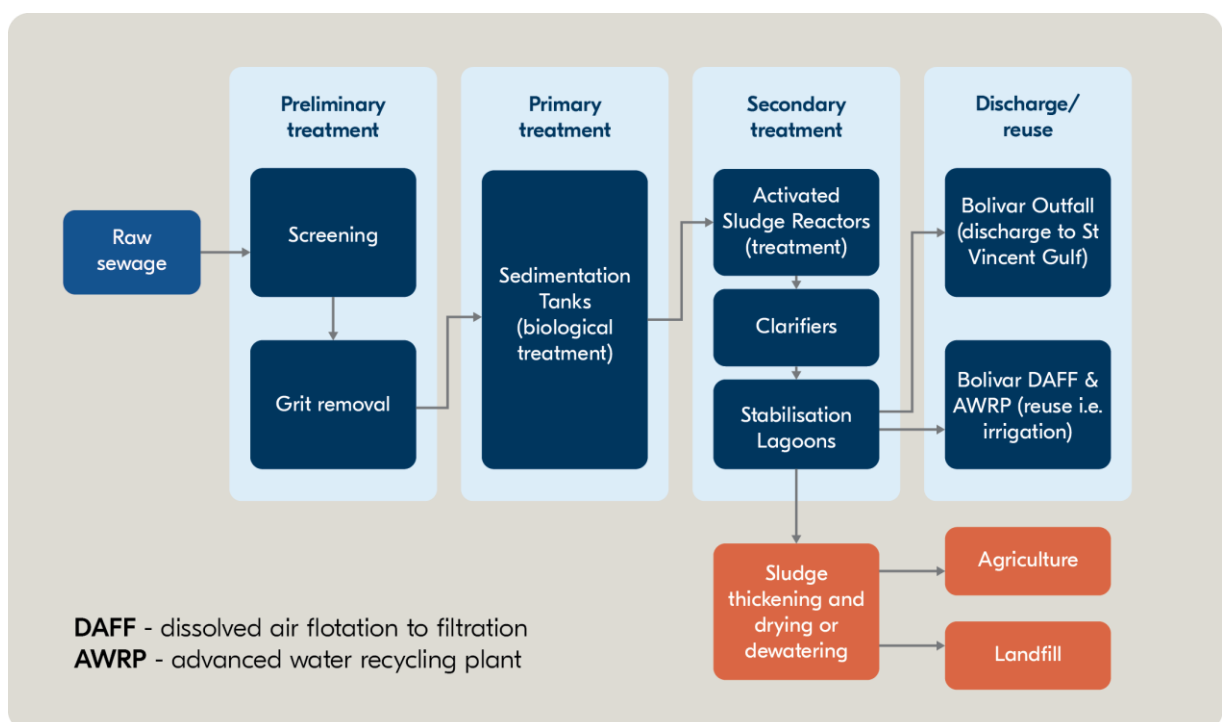 Preliminary
treatment
Primary
treatment
Secondary
treatment
Discharge/
reuse
Raw
sewage
Screening
Grit removal
Sedimentation
Tanks
(biological
treatment)
Activated
Sludge Reactors
(treatment)
Clarifiers
Stabilisation
Lagoons
Bolivar Outfall
(discharge to St
Vincent Gulf)
Bolivar DAFF &
AWRP (reuse i.e.
irrigation)
Sludge
thickening and
drying or
dewatering
Agriculture
Landfill
DAFF - dissolved air flotation to filtration
AWRP - advanced water recycling plant